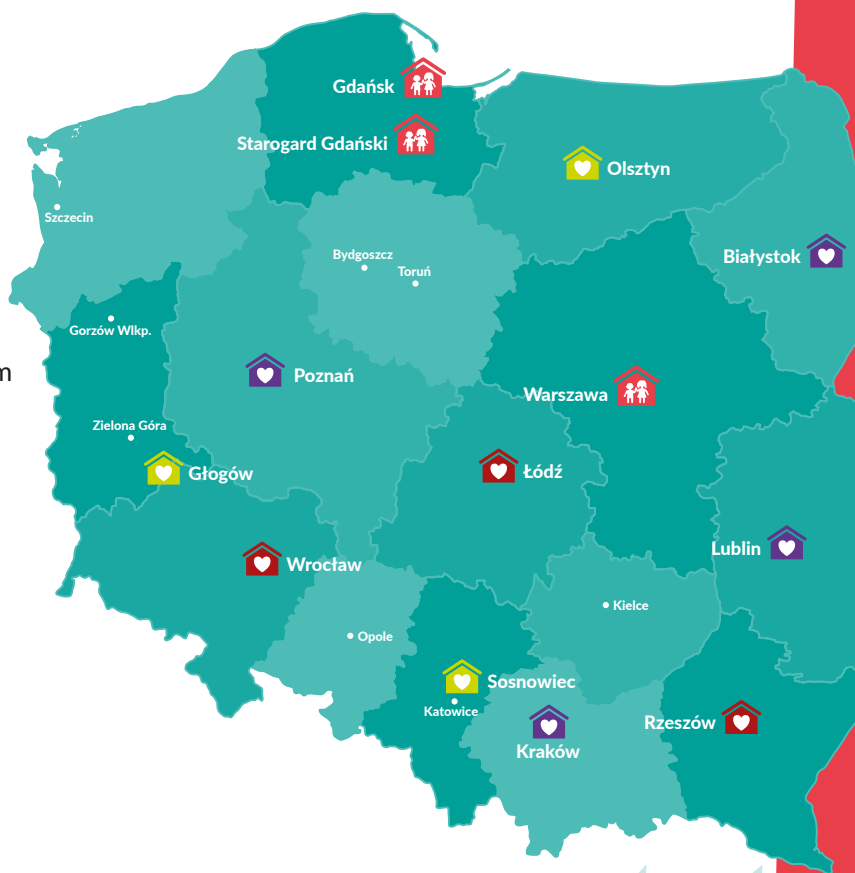 Gdańsk
Starogard Gdański
Olsztyn
Szczecin
Białystok
Bydgoszcz
Toruń
Gorzów Wlkp.
m
Poznań
Warszawa
Zielona Góra
Głogów
Łódź
Lublin
Wrocław
Kielce
Opole
Sosnowiec
Katowice
Rzeszów
Kraków